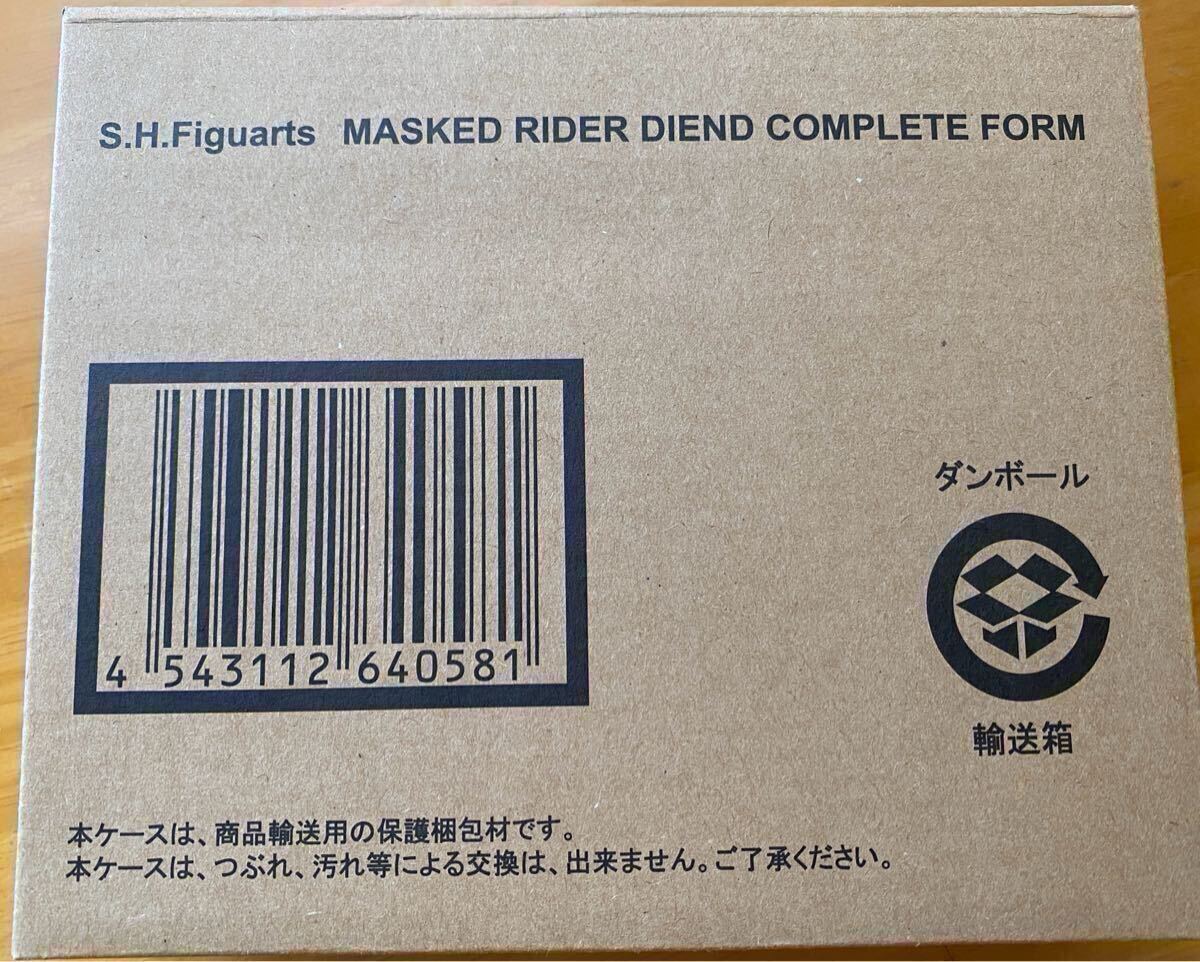 S.H.Figuarts MASKED RIDER DIEND COMPLETE FORM
4 543112 640581
ダンボール
輸送箱
本ケースは、商品輸送用の保護梱包材です。
本ケースは、つぶれ、汚れ等による交換は、出来ません。ご了承ください。